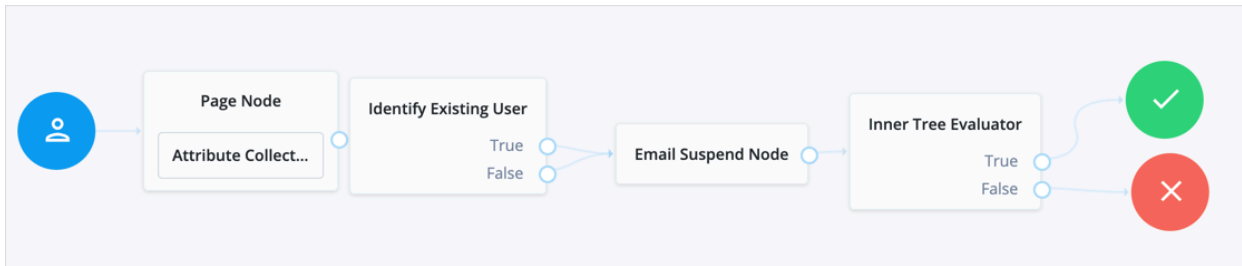 Page Node
Attribute Collect...
Identify Existing User
True
False
Email Suspend Node
Inner Tree Evaluator
True
False